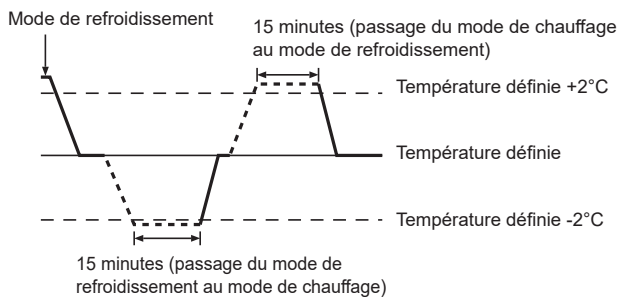 Mode de refroidissement
15 minutes (passage du mode de chauffage
au mode de refroidissement)
Température définie +2°C
Température définie
Température définie -2°C
15 minutes (passage du mode de
refroidissement au mode de chauffage)